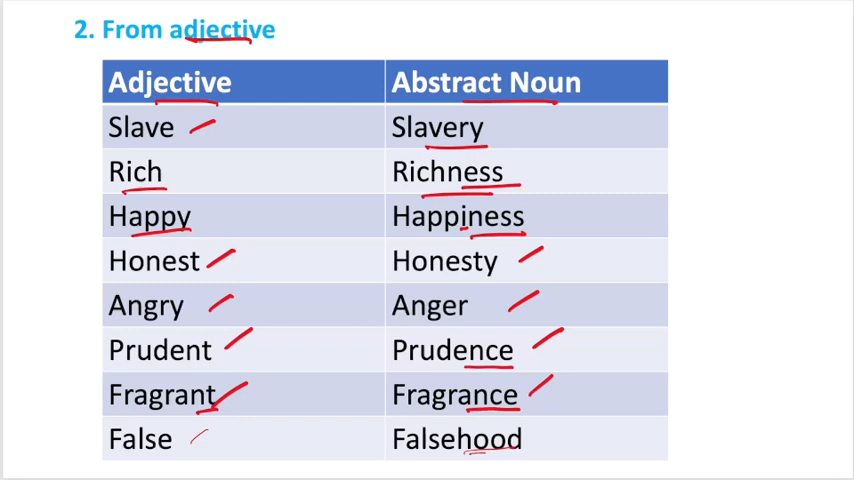 2. From adjective
Adjective Abstract Noun
Slave Slavery
Rich Richness
Happy Happiness
Honest Honesty
Angry Anger
Prudent Prudence
Fragrant Fragrance
False Falsehood